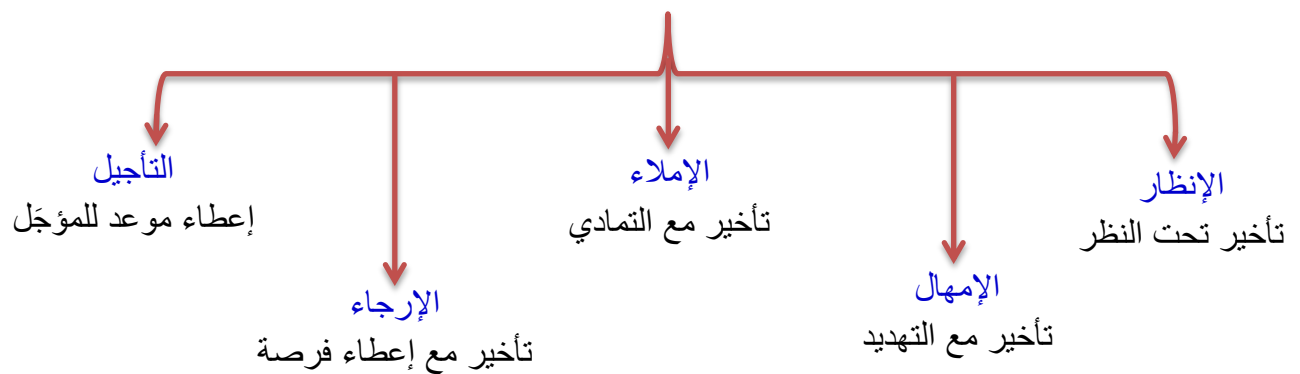 الإنظار
تأخير تحت النظر
الإمهال
تأخير مع التهديد
الإملاء
تأخير مع التمادي
الإرجاء
تأخير مع إعطاء فرصة
التأجيل
إعطاء موعد للمؤجَل